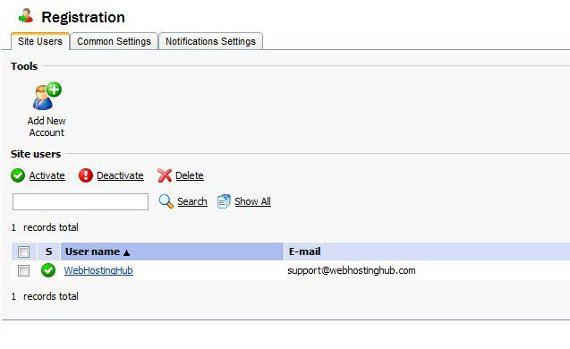 Registration
Site Users Common Settings Notifications Settings
Tools
Add New
Account
Site users
Activate Deactivate Delete
Search Show All
1 records total
S User name E-mail
WebHostingHub support@webhostinghub.com
1 records total